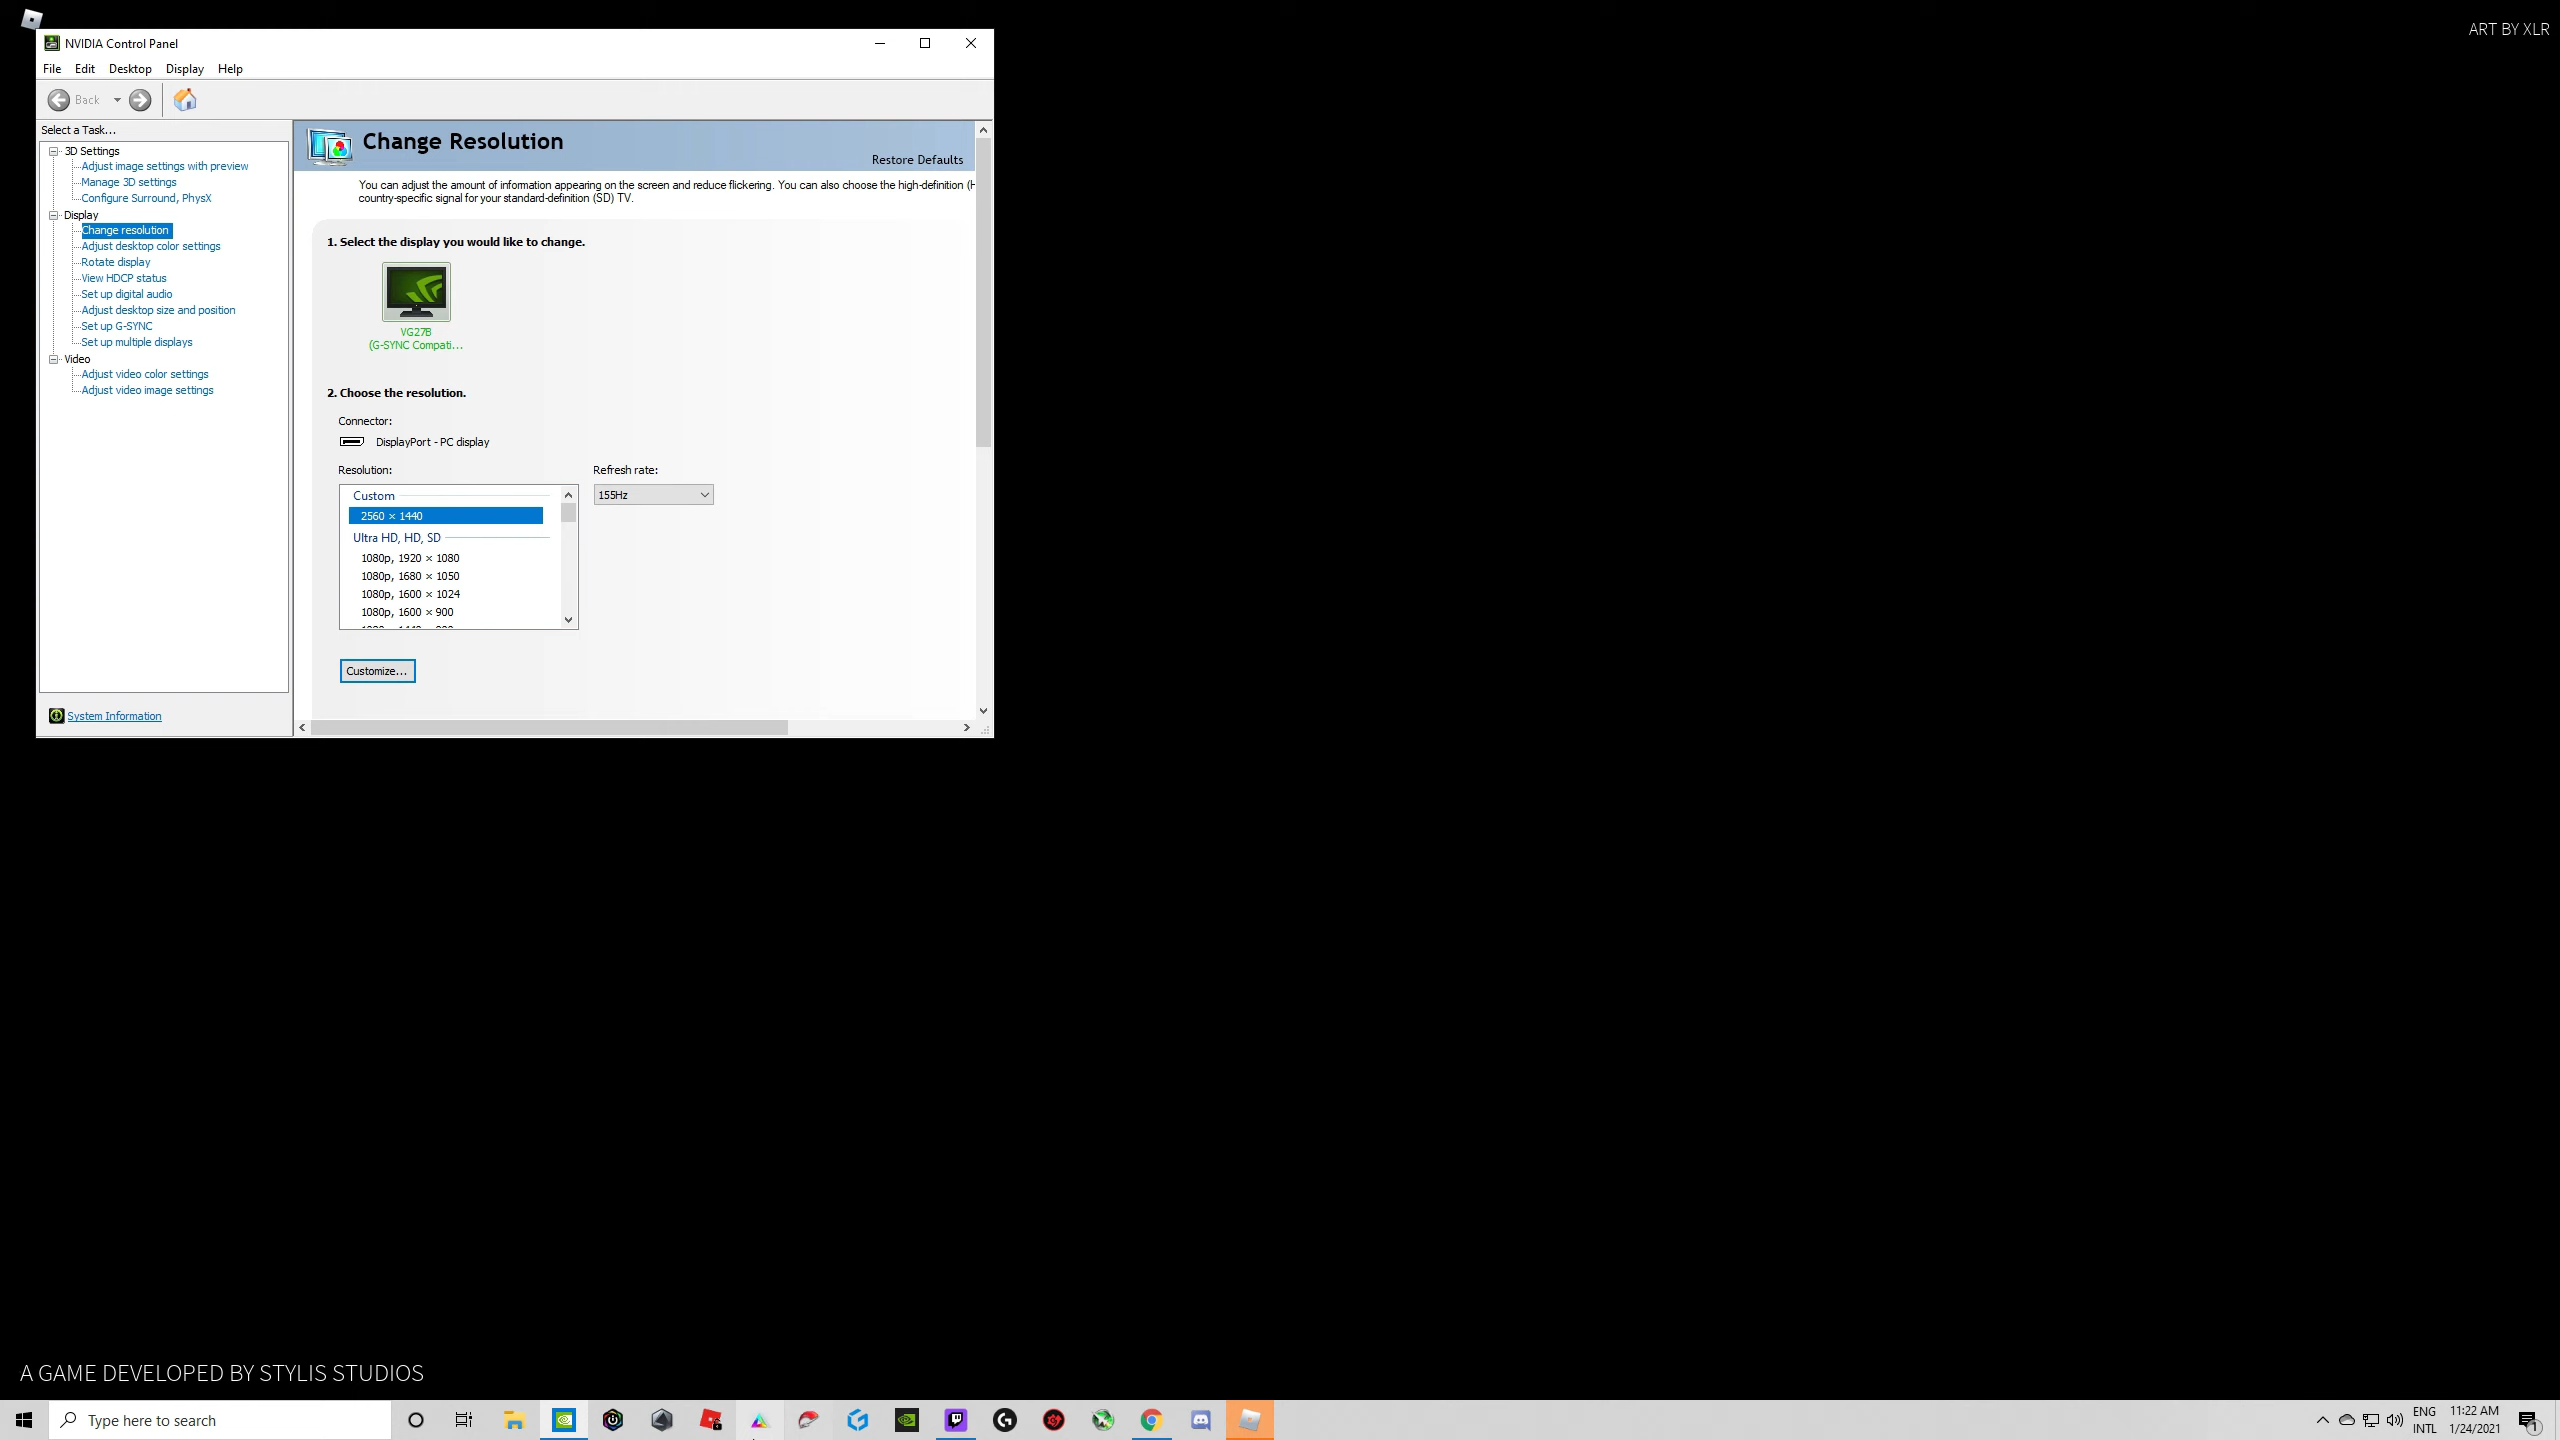 ART BY XLR
NVIDIA Control Panel
File Edit Desktop Display Help
Back
Select a Task...
3D Settings
Adjust image settings with preview
Manage 3D settings
Configure Surround, PhysX
Display
Change resolution
Adjust desktop color settings
Rotate display
View HDCP status
Set up digital audio
Adjust desktop size and position
Set up G-SYNC
Set up multiple displays
Video
Adjust video color settings
Adjust video image settings
System Information
Change Resolution
Restore Defaults
You can adjust the amount of information appearing on the screen and reduce flickering. You can also choose the high-definition (H
country-specific signal for your standard-definition (SD) TV.
1. Select the display you would like to change.
VG27B
(G-SYNC Compati...
2. Choose the resolution.
Connector:
DisplayPort - PC display
Resolution:
Refresh rate:
Custom
155Hz
2560 × 1440
Ultra HD, HD, SD
1080p, 1920 × 1080
1080p, 1680 × 1050
1080p, 1600 × 1024
1080p, 1600 × 900
Customize...
A GAME DEVELOPED BY STYLIS STUDIOS
Type here to search
ENG
INTL
11:22 AM
1/24/2021
1